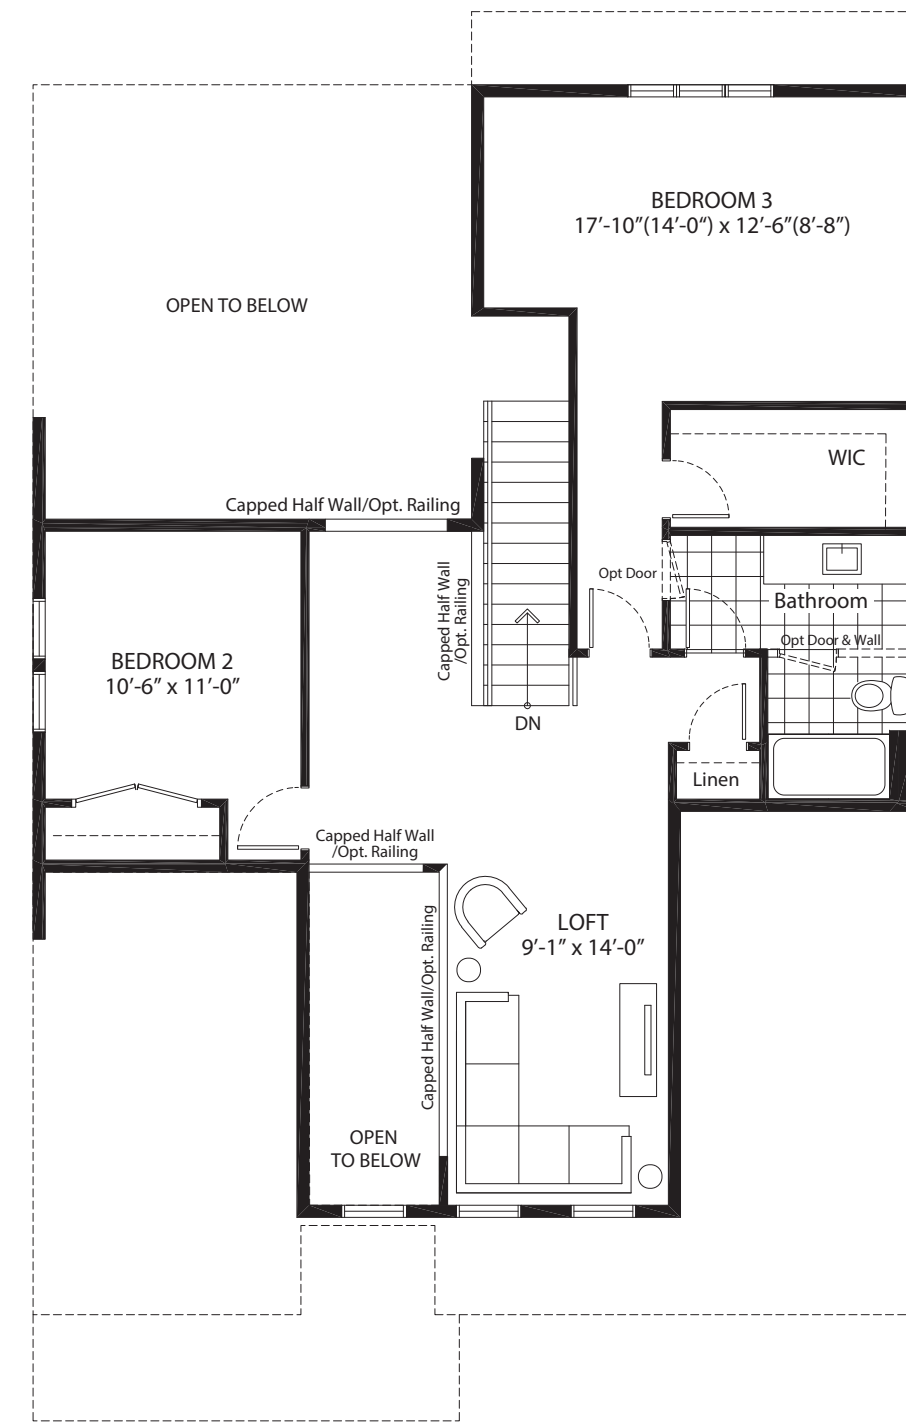 BEDROOM 3
17’-10”(14’-0“) x 12’-6”(8’-8”)
OPEN TO BELOW
WIC
Capped Half Wall/Opt. Railing
Capped Half Wall
/Opt. Railing
Opt Door
Bathroom
Opt Door & Wall
BEDROOM 2
10’-6” x 11’-0”
DN
Linen
Capped Half Wall
/Opt. Railing
LOFT
9’-1” x 14’-0”
Capped Half Wall/Opt. Railing
OPEN
TO BELOW